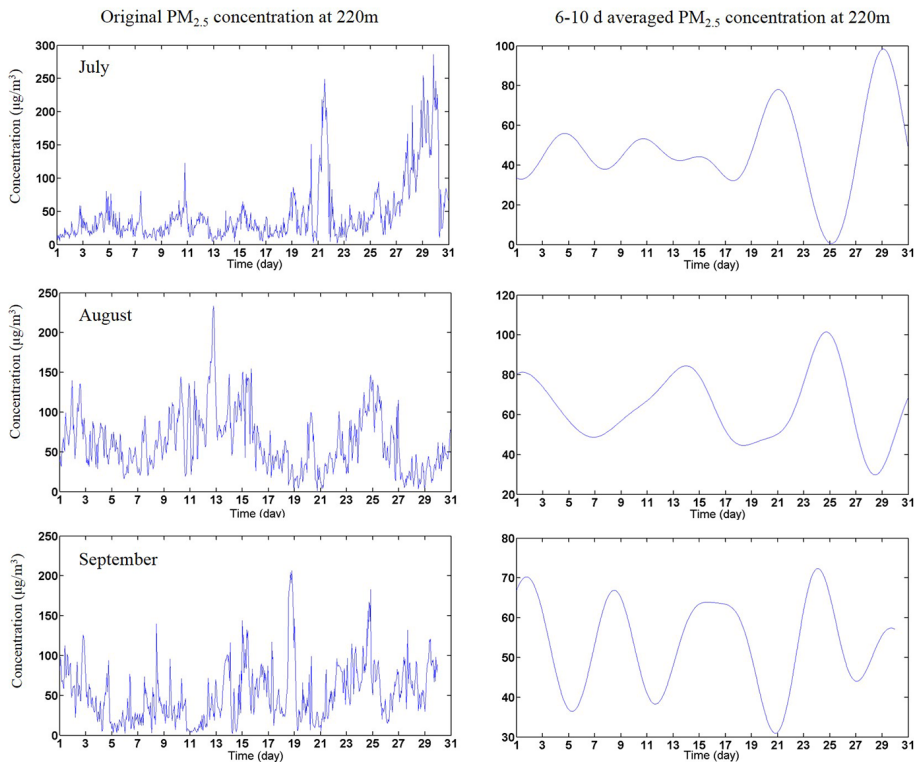 Original PM2.5 concentration at 220m
6-10 d averaged PM2.5 concentration at 220m
July
Concentration (μg/m3)
300
250
200
150
100
50
0
1 3 5 7 9 11 13 15 17 19 21 23 25 27 29 31
Time (day)
100
80
60
40
20
0
1 3 5 7 9 11 13 15 17 19 21 23 25 27 29 31
Time (day)
August
Concentration (μg/m3)
250
200
150
100
50
0
1 3 5 7 9 11 13 15 17 19 21 23 25 27 29 31
Time (day)
120
100
80
60
40
20
1 3 5 7 9 11 13 15 17 19 21 23 25 27 29 31
Time (day)
September
Concentration (μg/m3)
250
200
150
100
50
0
1 3 5 7 9 11 13 15 17 19 21 23 25 27 29 31
Time (day)
80
70
60
50
40
30
1 3 5 7 9 11 13 15 17 19 21 23 25 27 29 31
Time (day)